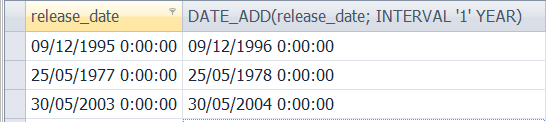 release_date DATE_ADD(release_date; INTERVAL '1' YEAR)
09/12/1995 0:00:00 09/12/1996 0:00:00
25/05/1977 0:00:00 25/05/1978 0:00:00
30/05/2003 0:00:00 30/05/2004 0:00:00